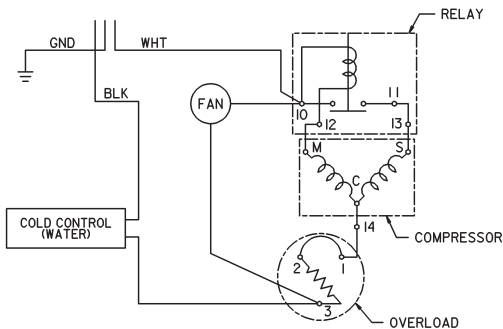 RELAY
GND
WHT
BLK
FAN
10
11
12
13
M
S
C
COLD CONTROL
(WATER)
14
COMPRESSOR
2
1
3
OVERLOAD